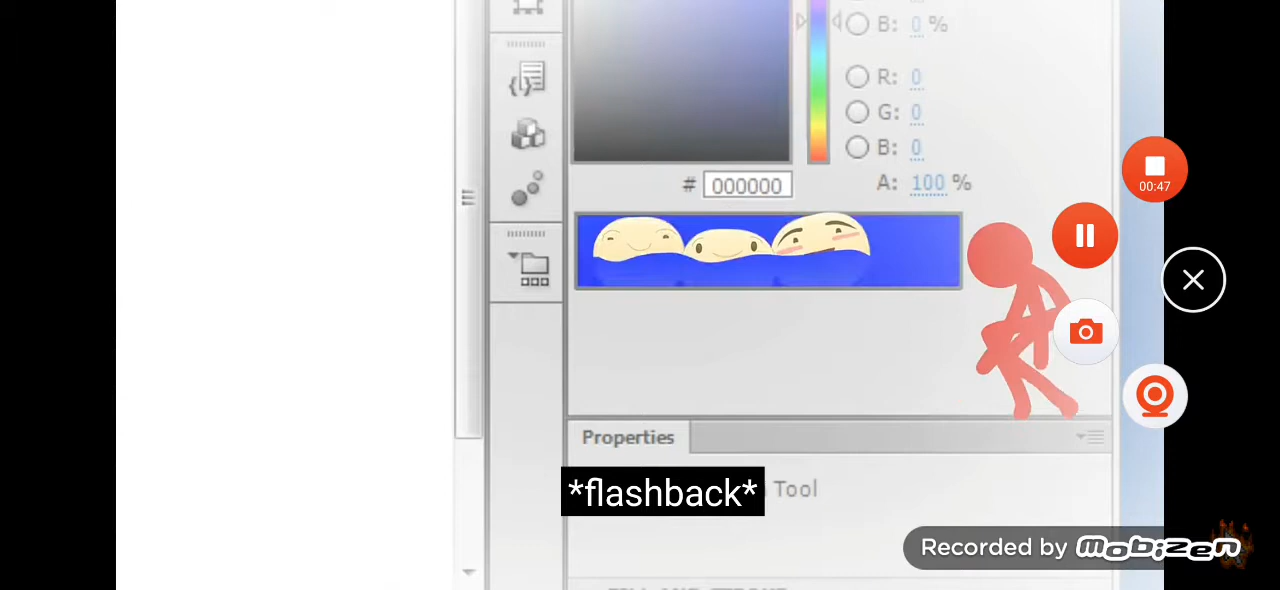 B: 0 %
R: 0
G: 0
B: 0
# 000000 A: 100 %
00:47
Properties
*flashback* Tool
Recorded by mobizen